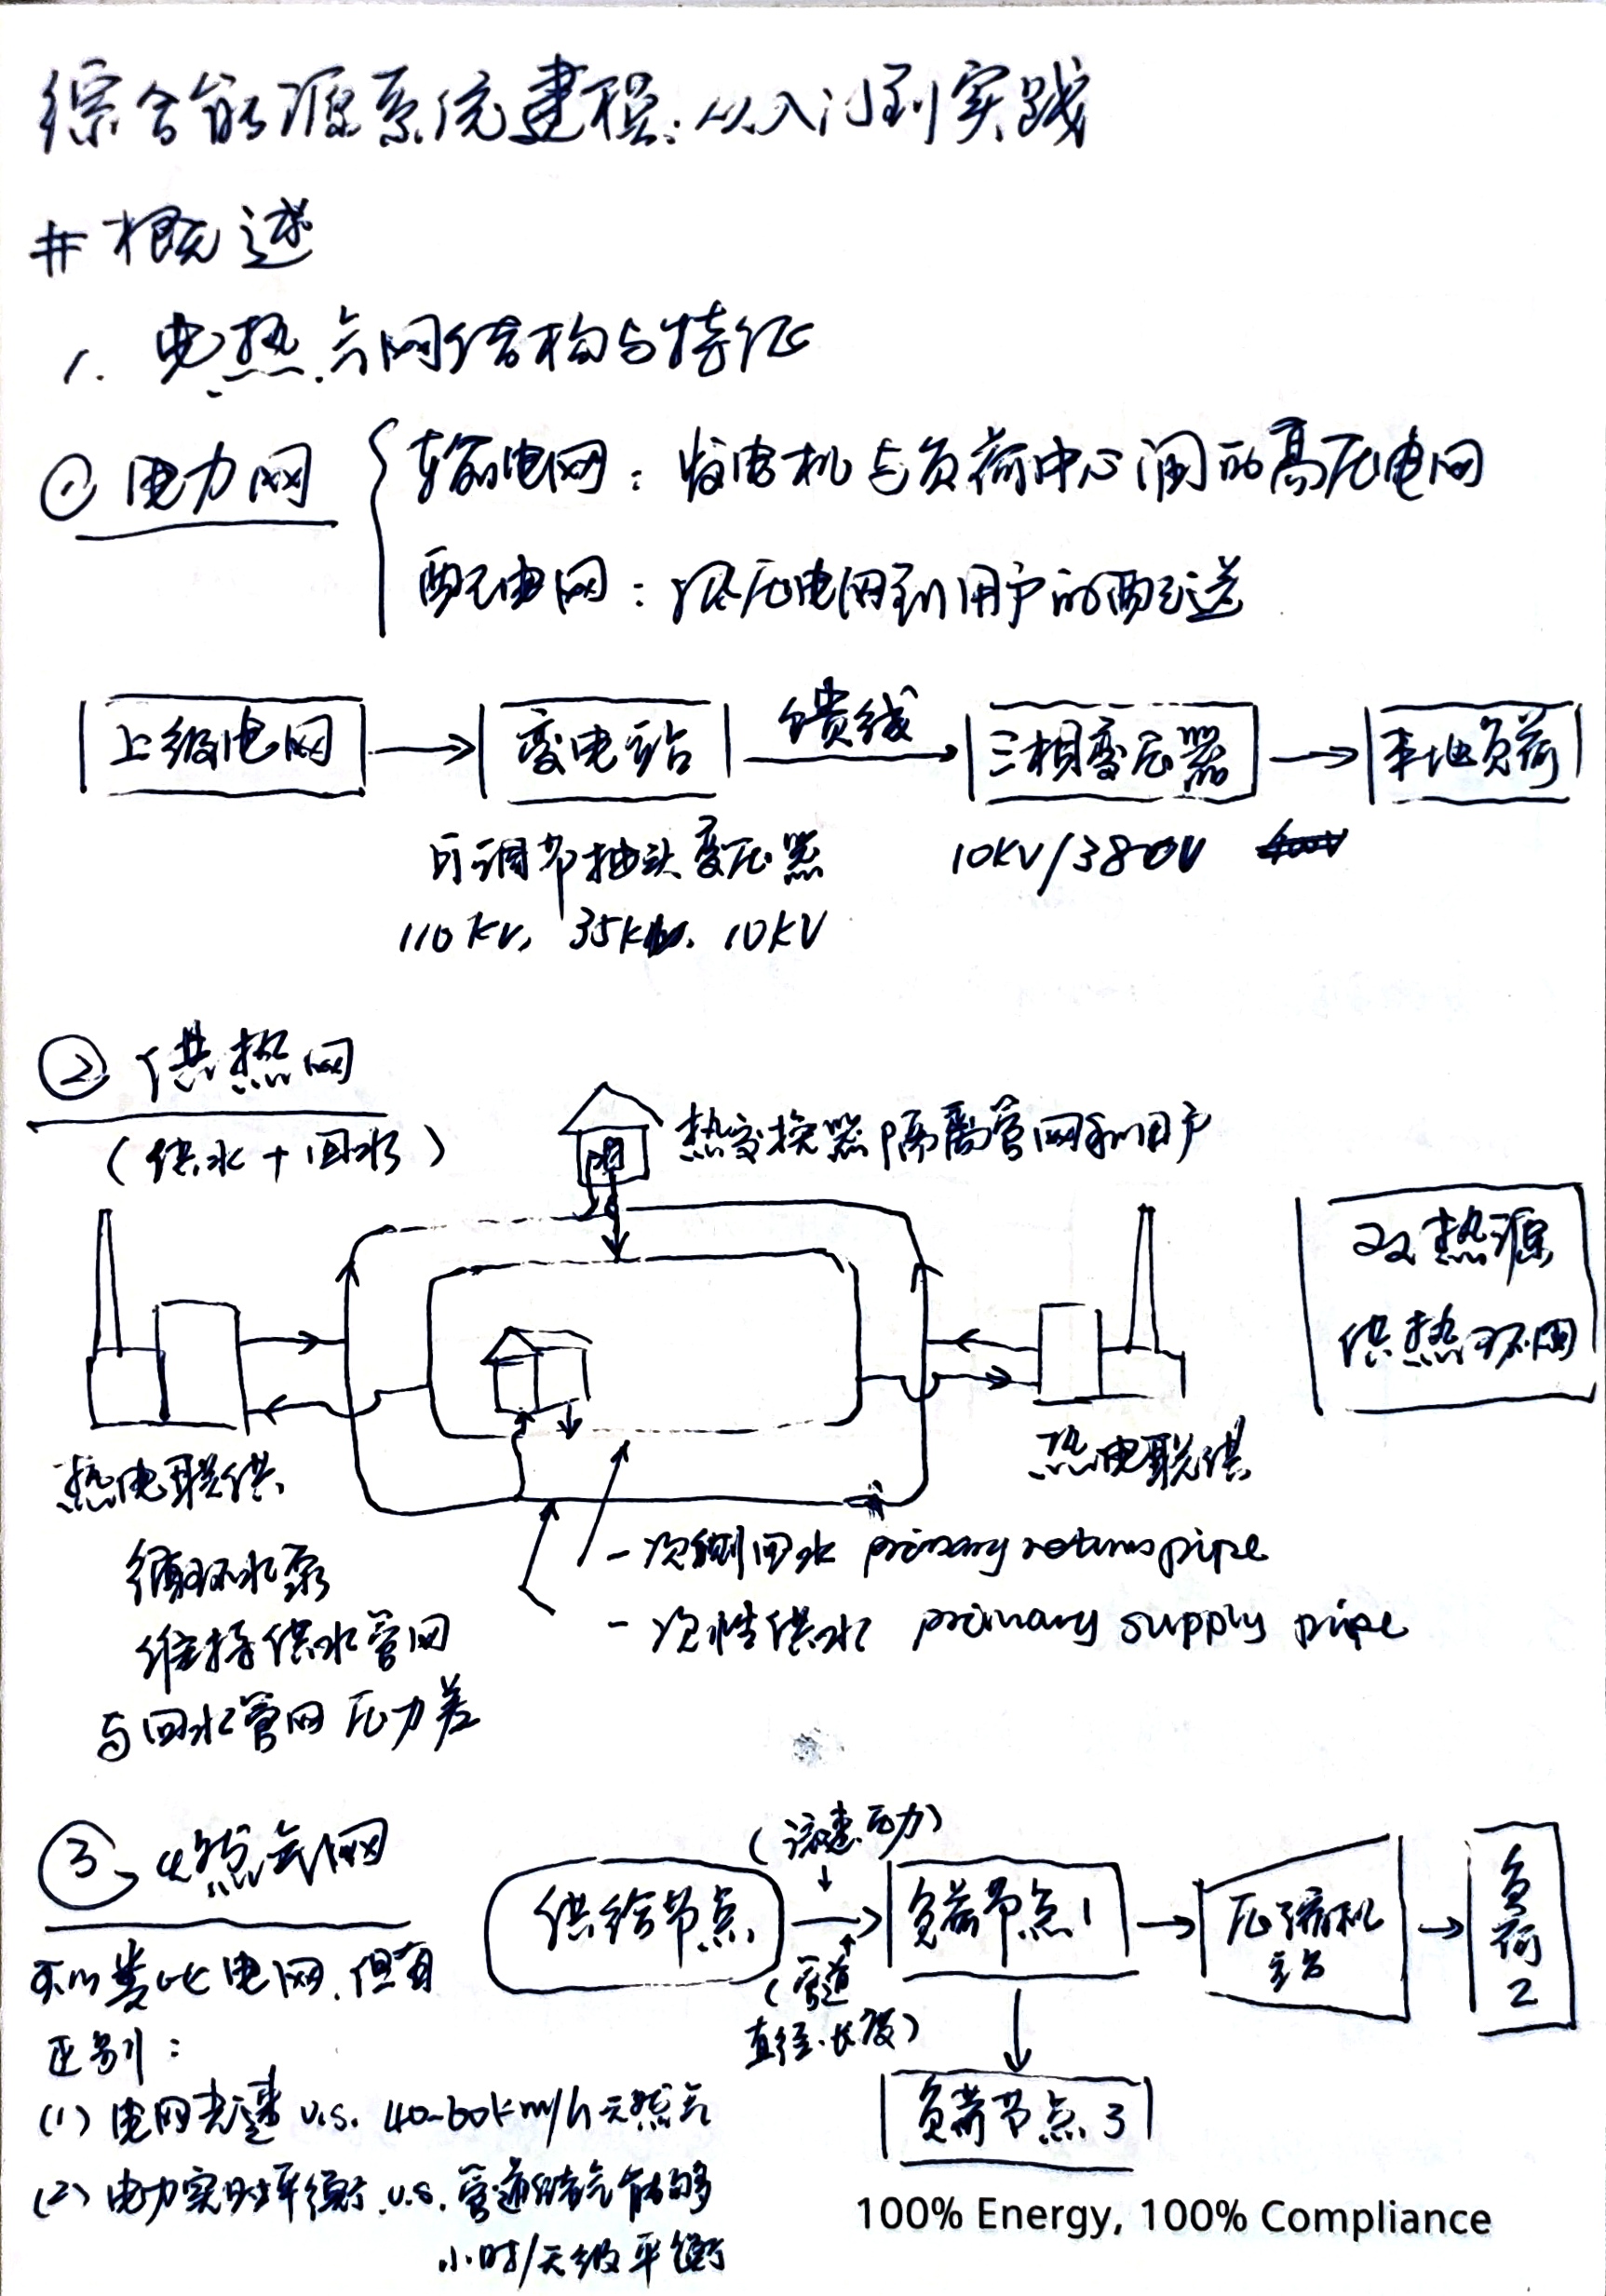 综合能源系统建模:从入门到实践
# 概述
1. 电.热.气网结构与特征
① 电力网
输电网:发电机与负荷中心间的高压电网
配电网:低压电网到用户的配送
上级电网 变电站 馈线 三相变压器 本地负荷
可调节抽头变压器 10KV/380V
110KV, 35KV, 10KV
② 供热网
(供水+回水)
热交换器隔离管网和用户
双热源
供热环网
热电联供 热电联供
一次侧回水 primary return pipe
一次性供水 primary supply pipe
循环水泵
维持供水管网
与回水管网压力差
③ 天然气网
(流速.压力)
供给节点 负荷节点1 压缩机站 负荷2
(管道
直径.长度)
负荷节点3
可以类比电网,但有
区别:
(1) 电网光速 v.s. 40-60km/h天然气
(2) 电力实时平衡 v.s. 管道储气能够
小时/天级平衡
100% Energy, 100% Compliance